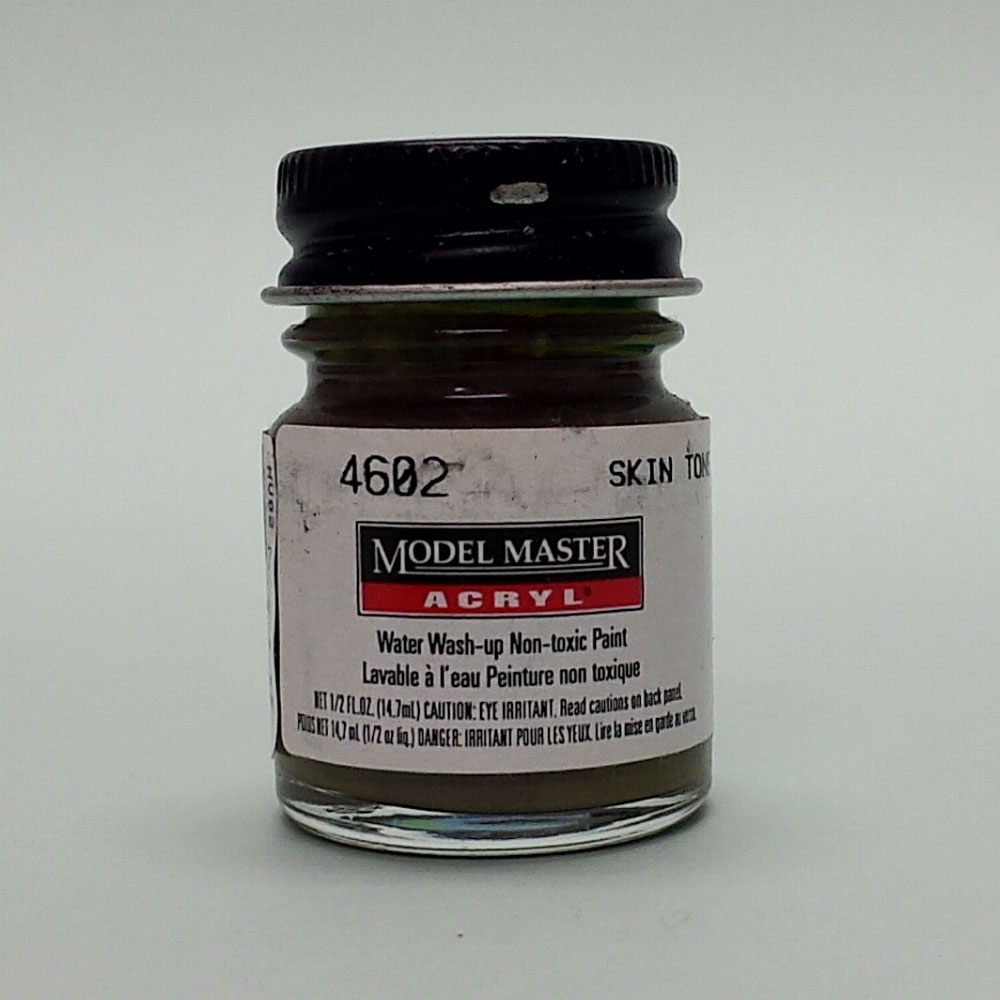 4602 SKIN TON
MODEL MASTER
ACRYL®
Water Wash-up Non-toxic Paint
Lavable à l'eau Peinture non toxique
NET 1/2 FL.OZ. (14.7mL) CAUTION: EYE IRRITANT. Read cautions on back panel.
POIDS NET 14,7 mL (1/2 oz liq.) DANGER: IRRITANT POUR LES YEUX. Lire la mise en garde au verso.